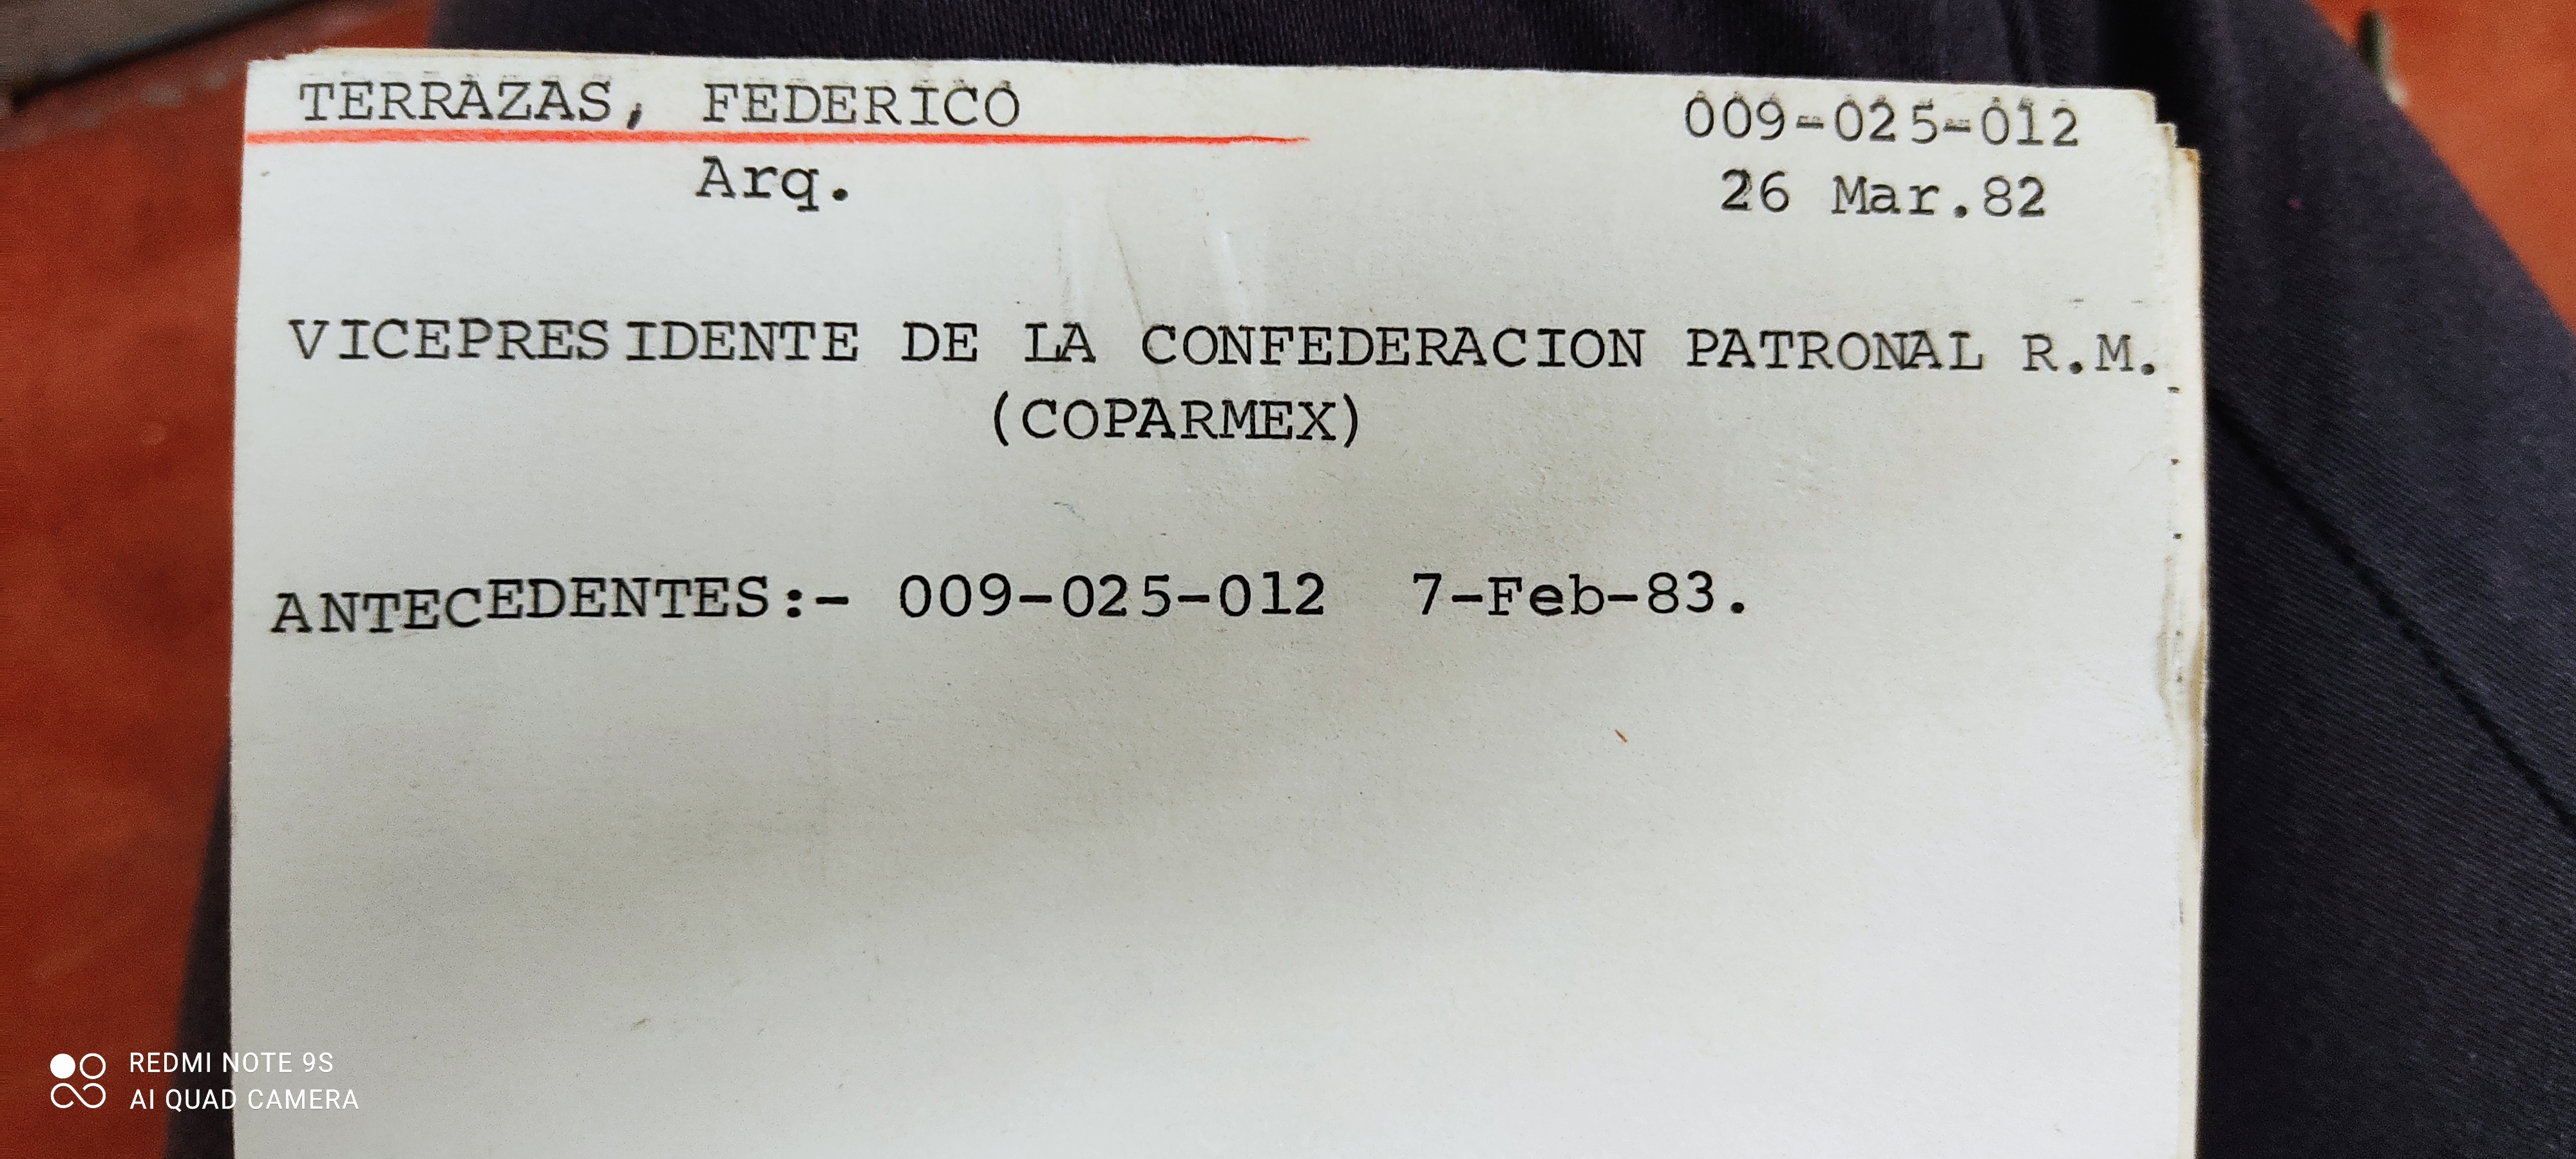 TERRAZAS, FEDERICO
009-025-012
Arq.
26 Mar.82
VICEPRESIDENTE DE LA CONFEDERACION PATRONAL R.M.
(COPARMEX)
ANTECEDENTES:- 009-025-012 7-Feb-83.
REDMI NOTE 9S
AI QUAD CAMERA